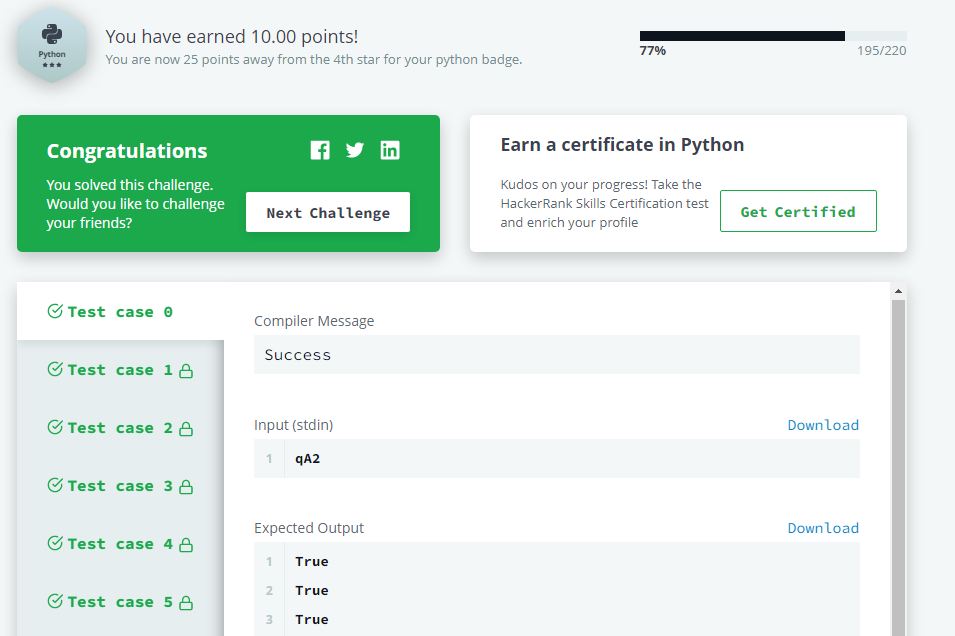 Python
★★★
You have earned 10.00 points!
You are now 25 points away from the 4th star for your python badge.
77%
195/220
Congratulations
You solved this challenge.
Would you like to challenge
your friends?
Next Challenge
Earn a certificate in Python
Kudos on your progress! Take the
HackerRank Skills Certification test
and enrich your profile
Get Certified
Test case 0
Test case 1
Test case 2
Test case 3
Test case 4
Test case 5
Compiler Message
Success
Input (stdin)
Download
1 qA2
Expected Output
Download
1 True
2 True
3 True